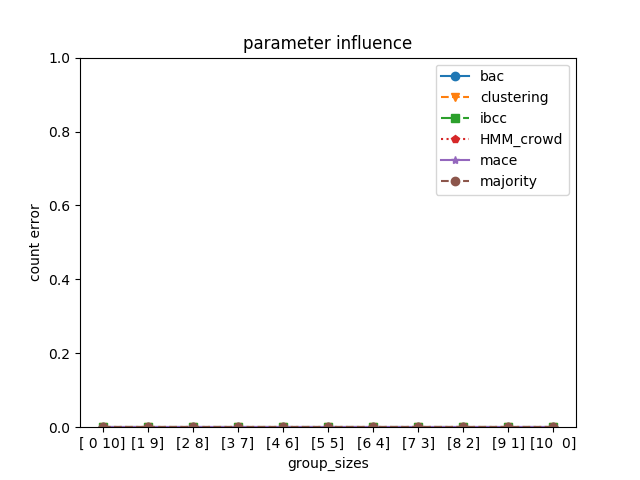 parameter influence
1.0
0.8
0.6
0.4
0.2
0.0
count error
bac
clustering
ibcc
HMM_crowd
mace
majority
[ 0 10] [1 9] [2 8] [3 7] [4 6] [5 5] [6 4] [7 3] [8 2] [9 1] [10  0]
group_sizes